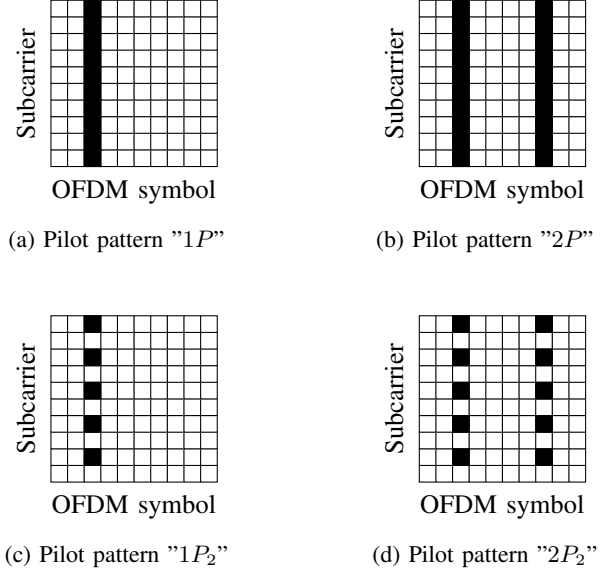 Subcarrier
OFDM symbol
(a) Pilot pattern ”1P”
Subcarrier
OFDM symbol
(b) Pilot pattern ”2P”
Subcarrier
OFDM symbol
(c) Pilot pattern ”1P₂”
Subcarrier
OFDM symbol
(d) Pilot pattern ”2P₂”